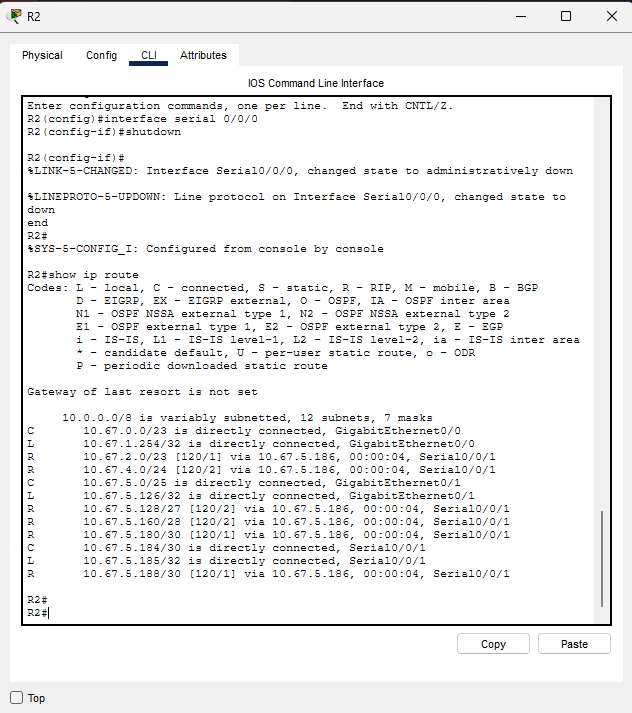 R2
Physical Config CLI Attributes
IOS Command Line Interface
Enter configuration commands, one per line.  End with CNTL/Z.
R2(config)#interface serial 0/0/0
R2(config-if)#shutdown
R2(config-if)#
%LINK-5-CHANGED: Interface Serial0/0/0, changed state to administratively down
%LINEPROTO-5-UPDOWN: Line protocol on Interface Serial0/0/0, changed state to
down
end
R2#
%SYS-5-CONFIG_I: Configured from console by console
R2#show ip route
Codes: L - local, C - connected, S - static, R - RIP, M - mobile, B - BGP
D - EIGRP, EX - EIGRP external, O - OSPF, IA - OSPF inter area
N1 - OSPF NSSA external type 1, N2 - OSPF NSSA external type 2
E1 - OSPF external type 1, E2 - OSPF external type 2, E - EGP
i - IS-IS, L1 - IS-IS level-1, L2 - IS-IS level-2, ia - IS-IS inter area
* - candidate default, U - per-user static route, o - ODR
P - periodic downloaded static route
Gateway of last resort is not set
10.0.0.0/8 is variably subnetted, 12 subnets, 7 masks
C 10.67.0.0/23 is directly connected, GigabitEthernet0/0
L 10.67.1.254/32 is directly connected, GigabitEthernet0/0
R 10.67.2.0/23 [120/1] via 10.67.5.186, 00:00:04, Serial0/0/1
R 10.67.4.0/24 [120/2] via 10.67.5.186, 00:00:04, Serial0/0/1
C 10.67.5.0/25 is directly connected, GigabitEthernet0/1
L 10.67.5.126/32 is directly connected, GigabitEthernet0/1
R 10.67.5.128/27 [120/2] via 10.67.5.186, 00:00:04, Serial0/0/1
R 10.67.5.160/28 [120/2] via 10.67.5.186, 00:00:04, Serial0/0/1
R 10.67.5.180/30 [120/1] via 10.67.5.186, 00:00:04, Serial0/0/1
C 10.67.5.184/30 is directly connected, Serial0/0/1
L 10.67.5.185/32 is directly connected, Serial0/0/1
R 10.67.5.188/30 [120/1] via 10.67.5.186, 00:00:04, Serial0/0/1
R2#
R2#
Copy Paste
Top